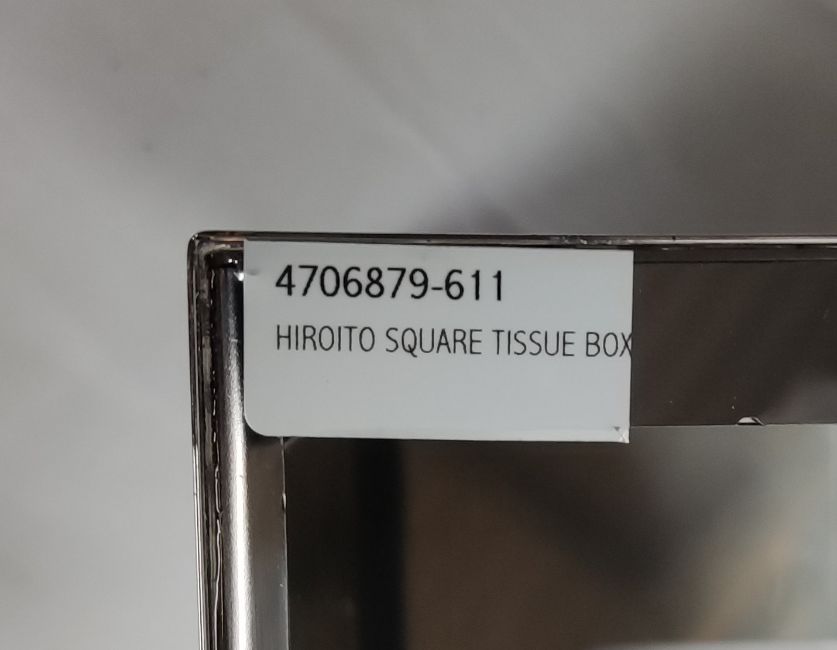 4706879-611
HIROITO SQUARE TISSUE BOX